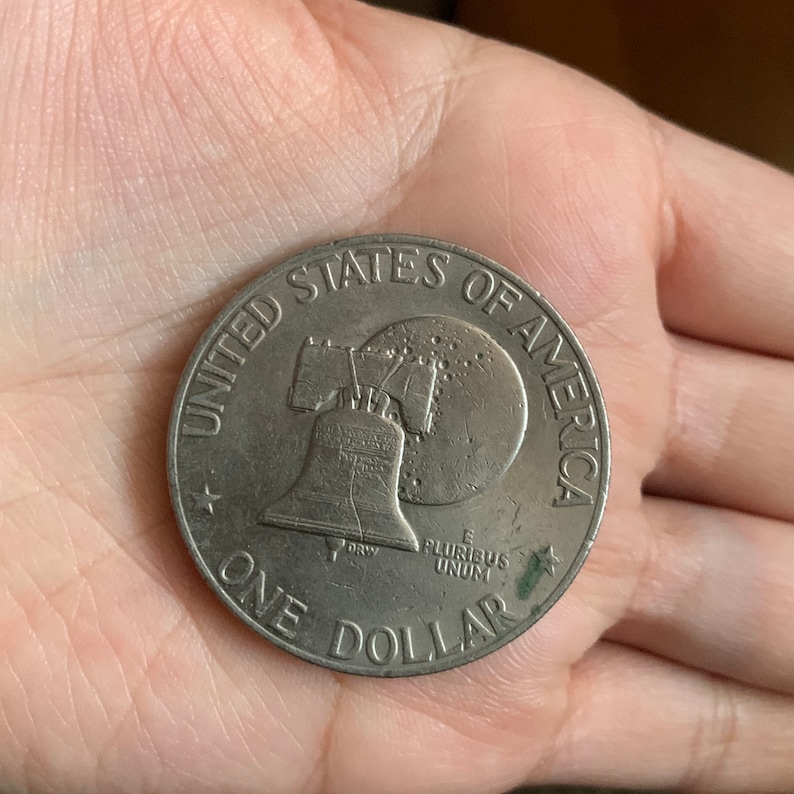 UNITED STATES OF AMERICA
DRW
E
PLURIBUS
UNUM
ONE DOLLAR